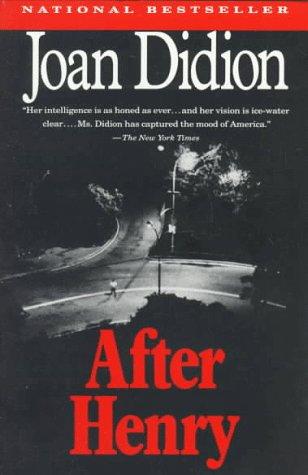 NATIONAL BESTSELLER
Joan Didion
“Her intelligence is as honed as ever...and her vision is ice-water
clear....Ms. Didion has captured the mood of America.”
—The New York Times
After
Henry